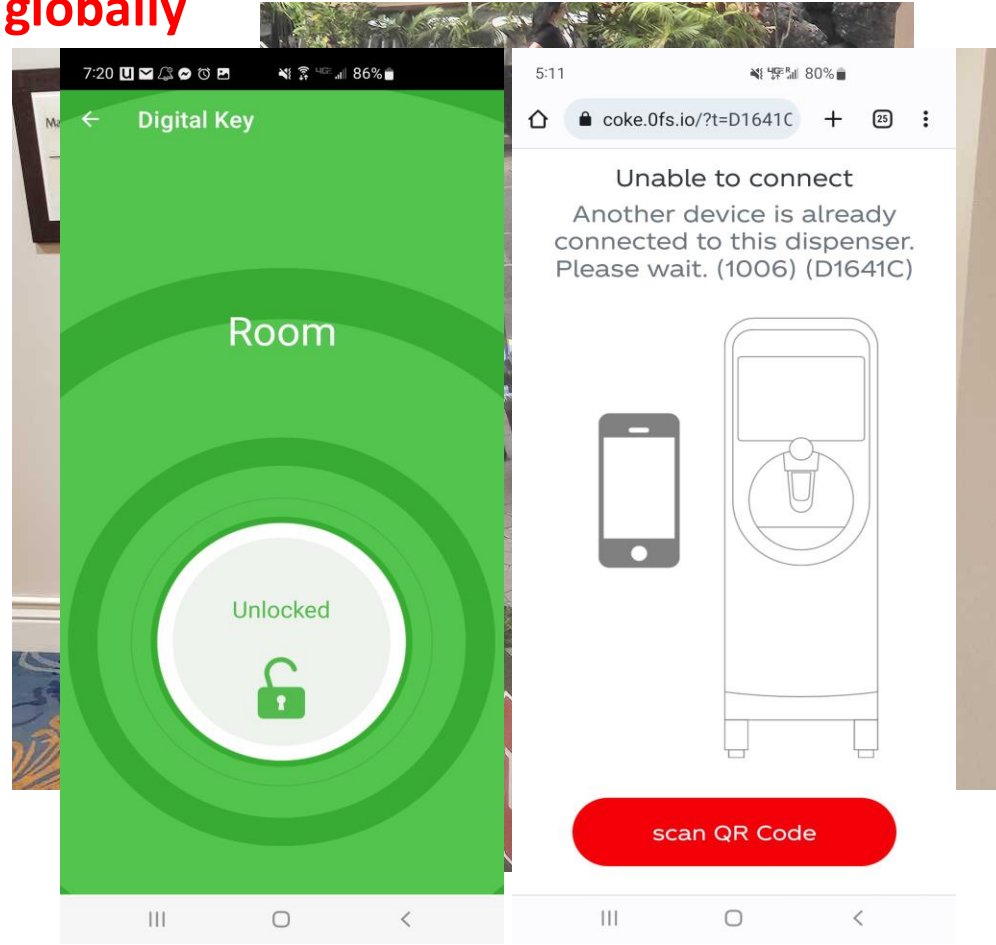 globally
7:20 86%
Digital Key
Room
Unlocked
5:11 80%
coke.0fs.io/?t=D1641C
25
Unable to connect
Another device is already
connected to this dispenser.
Please wait. (1006) (D1641C)
scan QR Code